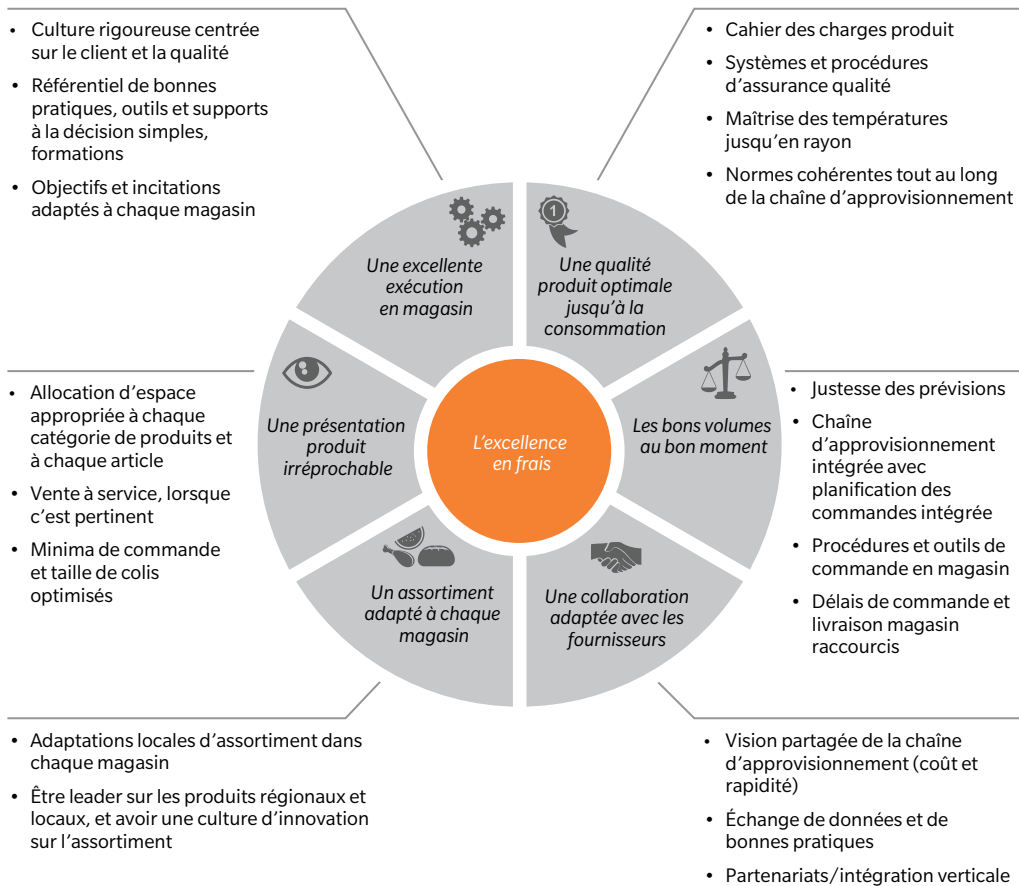 • Culture rigoureuse centrée
sur le client et la qualité
• Référentiel de bonnes
pratiques, outils et supports
à la décision simples,
formations
• Objectifs et incitations
adaptés à chaque magasin
• Cahier des charges produit
• Systèmes et procédures
d’assurance qualité
• Maîtrise des températures
jusqu’en rayon
• Normes cohérentes tout au long
de la chaîne d’approvisionnement
Une excellente
exécution
en magasin
1
Une qualité
produit optimale
jusqu’à la
consommation
• Allocation d’espace
appropriée à chaque
catégorie de produits et
à chaque article
• Vente à service, lorsque
c’est pertinent
• Minima de commande
et taille de colis
optimisés
Une présentation
produit
irréprochable
L’excellence
en frais
Les bons volumes
au bon moment
• Justesse des prévisions
• Chaîne
d’approvisionnement
intégrée avec
planification des
commandes intégrée
• Procédures et outils de
commande en magasin
• Délais de commande et
livraison magasin
raccourcis
Un assortiment
adapté à chaque
magasin
Une collaboration
adaptée avec les
fournisseurs
• Adaptations locales d’assortiment dans
chaque magasin
• Être leader sur les produits régionaux et
locaux, et avoir une culture d’innovation
sur l’assortiment
• Vision partagée de la chaîne
d’approvisionnement (coût et
rapidité)
• Échange de données et de
bonnes pratiques
• Partenariats/intégration verticale